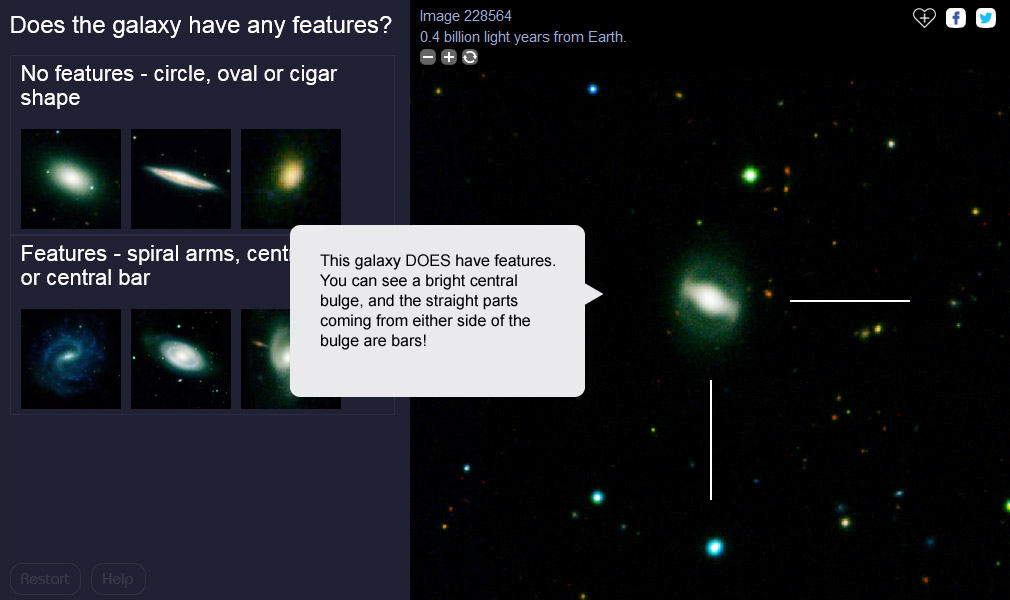 Does the galaxy have any features?
No features - circle, oval or cigar
shape
Features - spiral arms, cent
or central bar
Restart
Help
Image 228564
0.4 billion light years from Earth.
This galaxy DOES have features.
You can see a bright central
bulge, and the straight parts
coming from either side of the
bulge are bars!